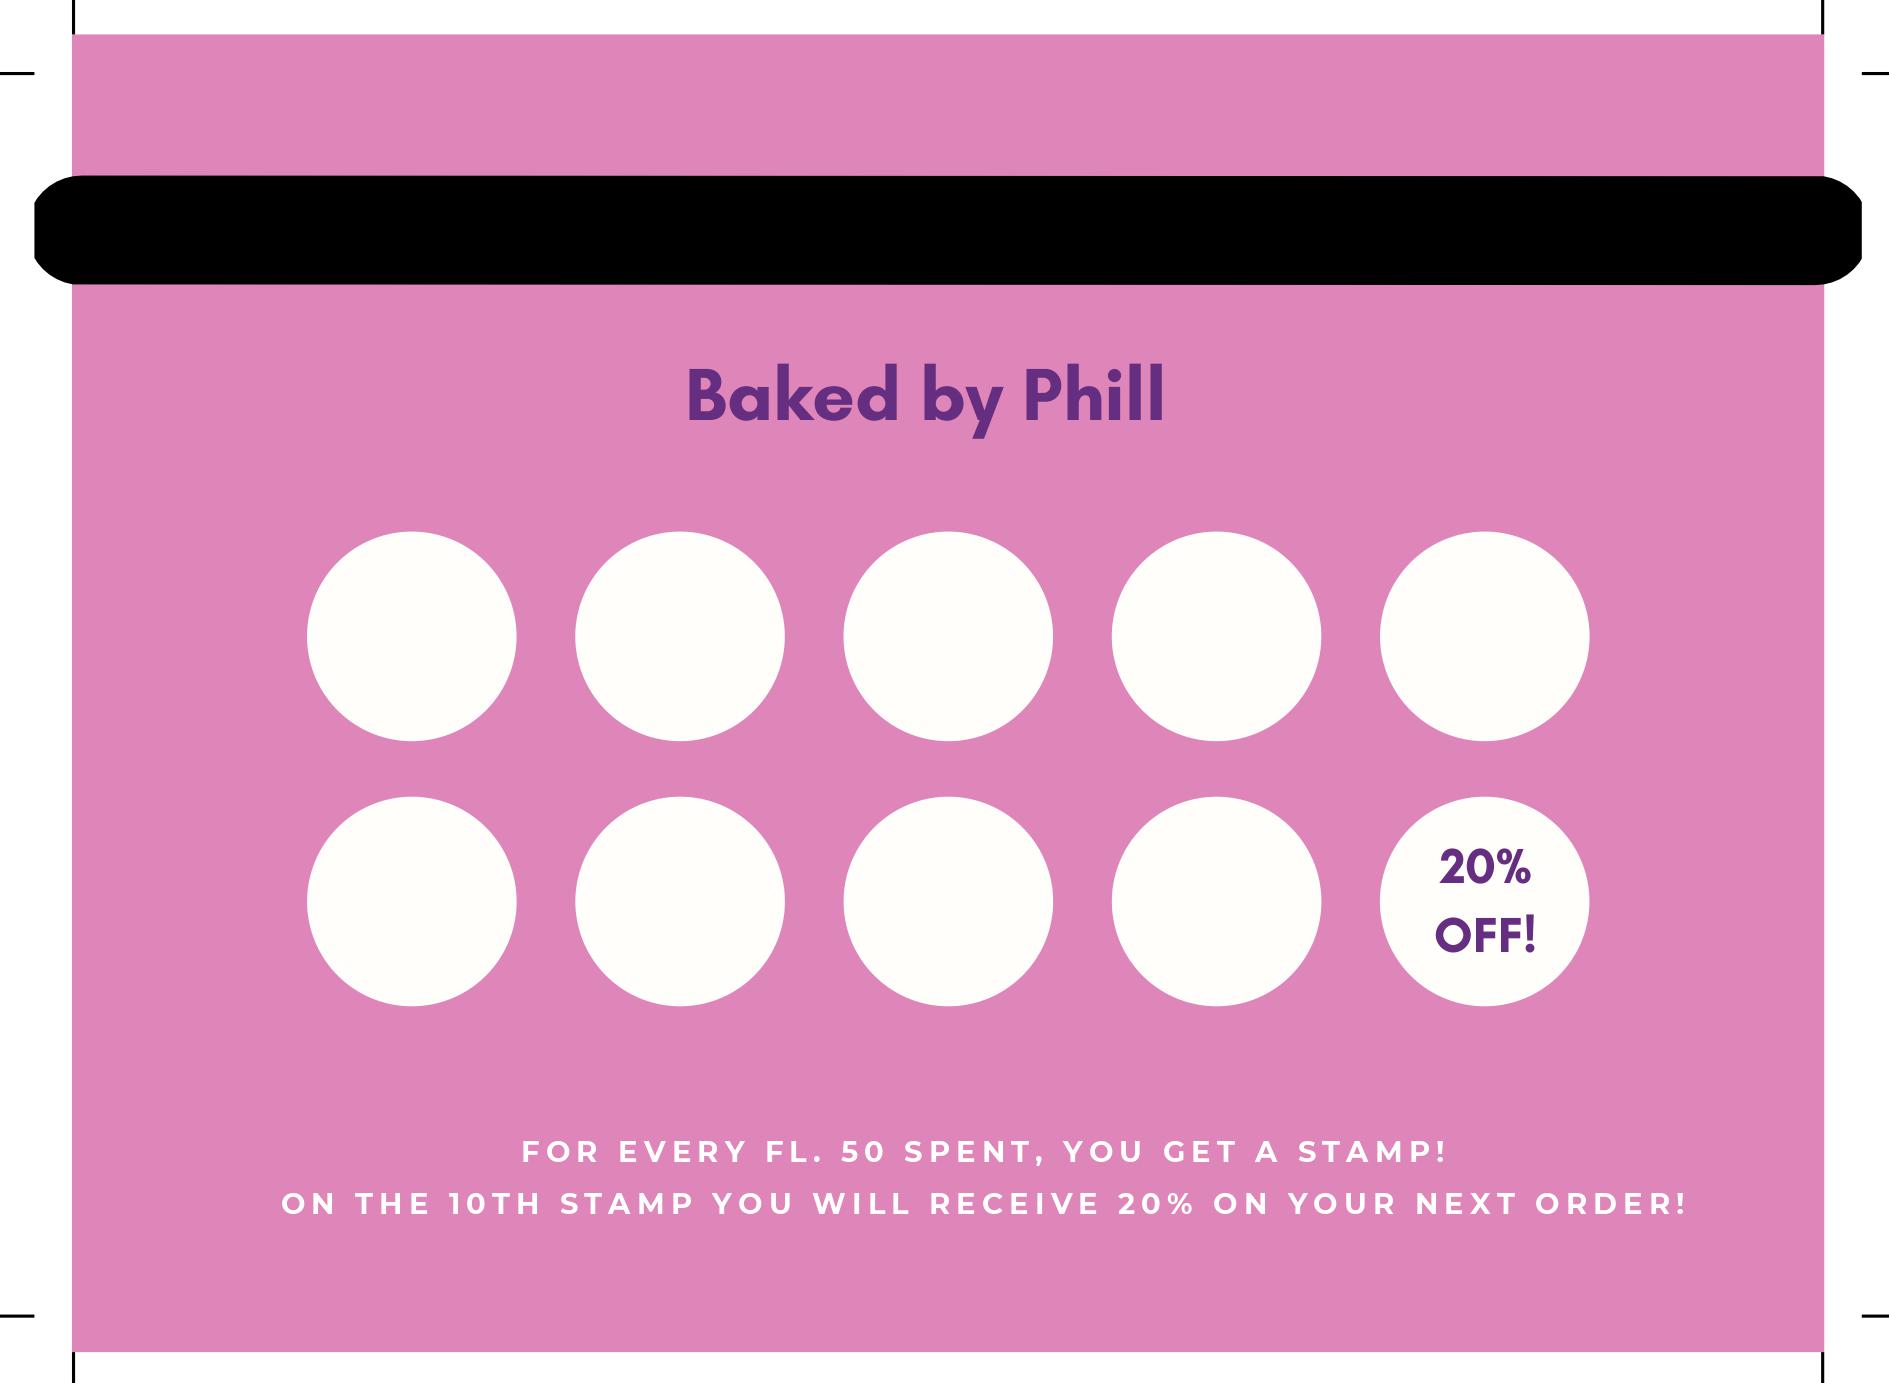 Baked by Phill
20%
OFF!
FOR EVERY FL. 50 SPENT, YOU GET A STAMP!
ON THE 10TH STAMP YOU WILL RECEIVE 20% ON YOUR NEXT ORDER!